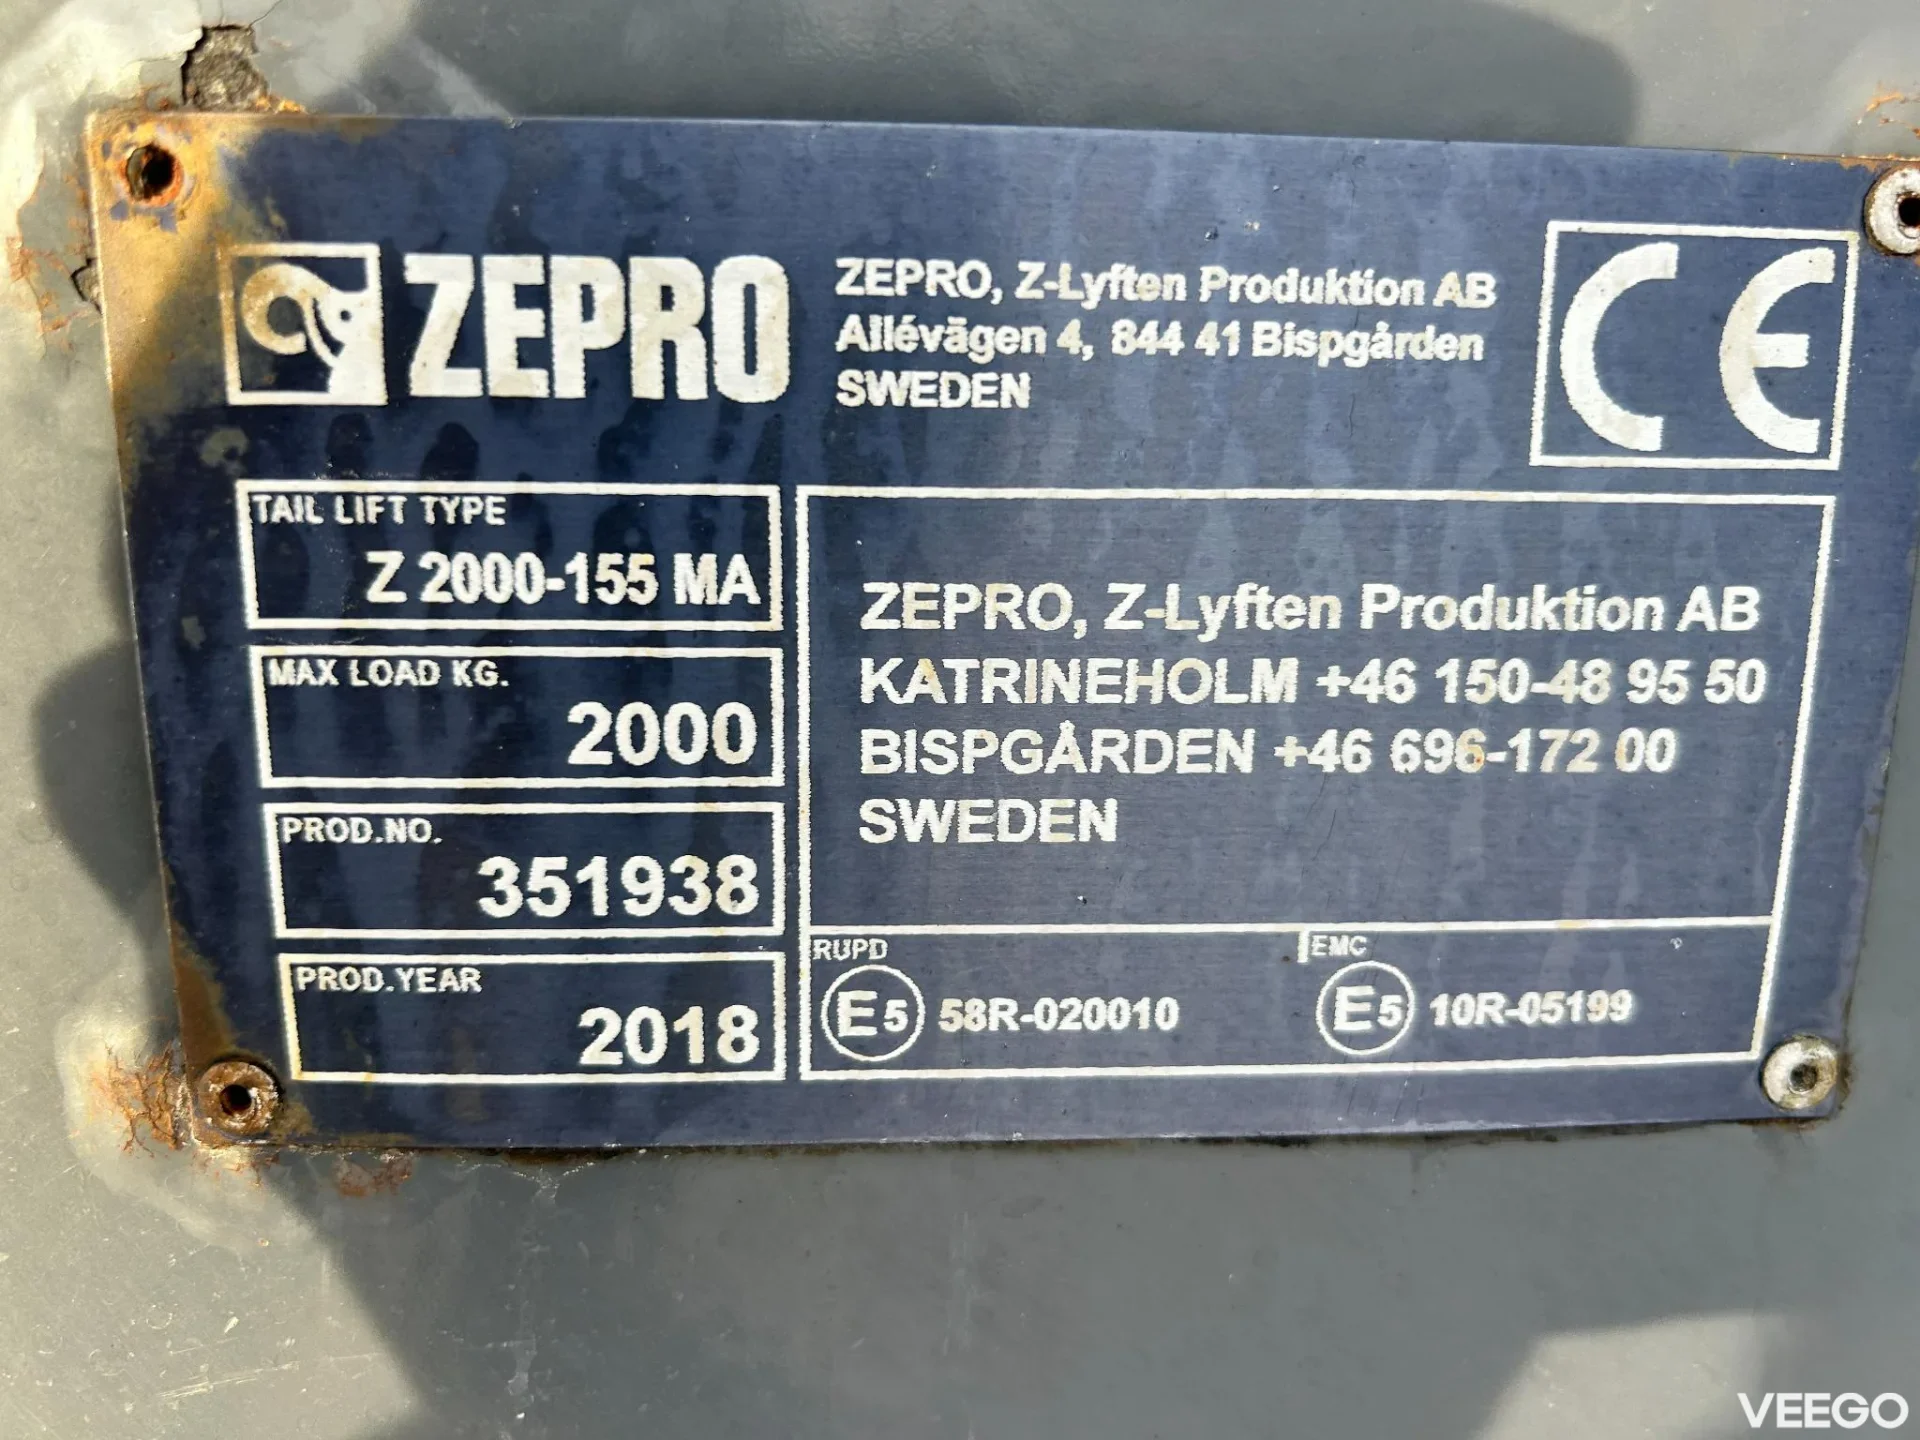 ZEPRO
ZEPRO, Z-Lyften Produktion AB
Allévägen 4, 844 41 Bispgården
SWEDEN
CE
TAIL LIFT TYPE
Z 2000-155 MA
MAX LOAD KG.
2000
PROD.NO.
351938
PROD.YEAR
2018
ZEPRO, Z-Lyften Produktion AB
KATRINEHOLM +46 150-48 95 50
BISPGÅRDEN +46 696-172 00
SWEDEN
RUPD
E5 58R-020010
EMC
E5 10R-05199
VEEGO